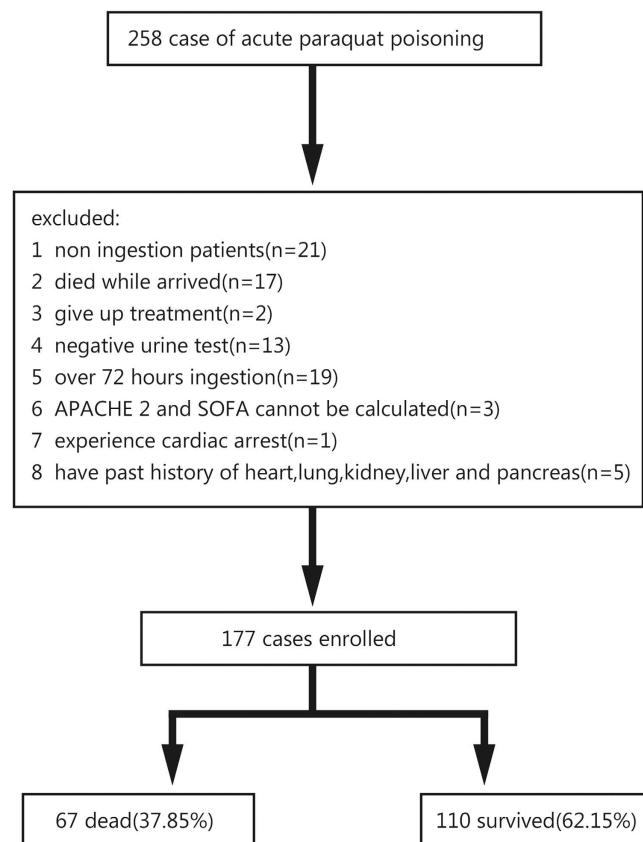 258 case of acute paraquat poisoning
excluded:
1 non ingestion patients(n=21)
2 died while arrived(n=17)
3 give up treatment(n=2)
4 negative urine test(n=13)
5 over 72 hours ingestion(n=19)
6 APACHE 2 and SOFA cannot be calculated(n=3)
7 experience cardiac arrest(n=1)
8 have past history of heart,lung,kidney,liver and pancreas(n=5)
177 cases enrolled
67 dead(37.85%)
110 survived(62.15%)